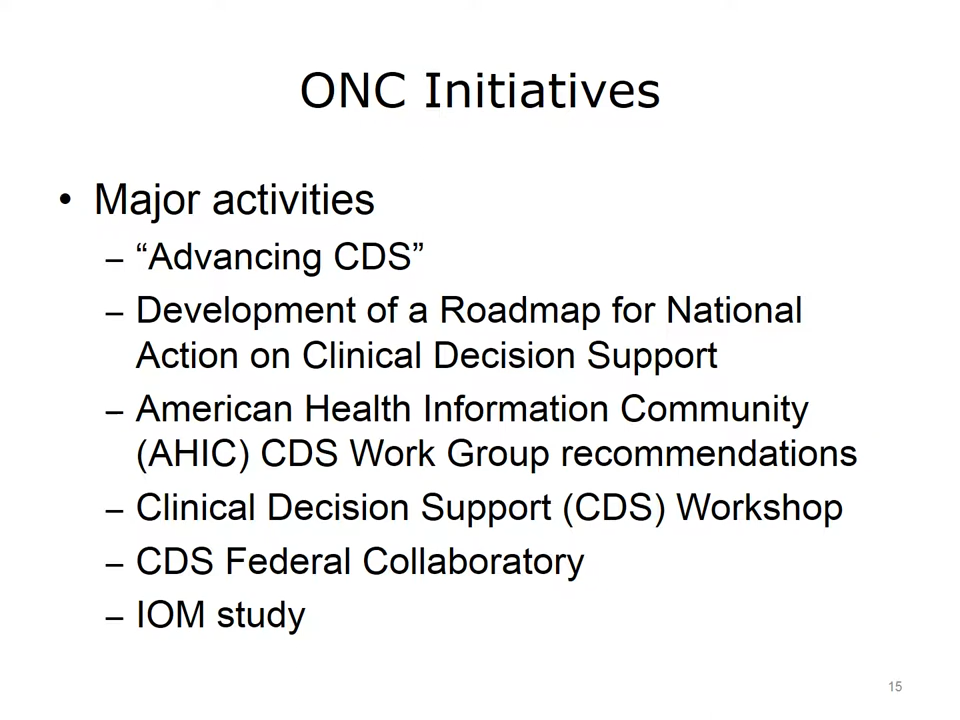 ONC Initiatives
• Major activities
– “Advancing CDS”
– Development of a Roadmap for National
Action on Clinical Decision Support
– American Health Information Community
(AHIC) CDS Work Group recommendations
– Clinical Decision Support (CDS) Workshop
– CDS Federal Collaboratory
– IOM study
15